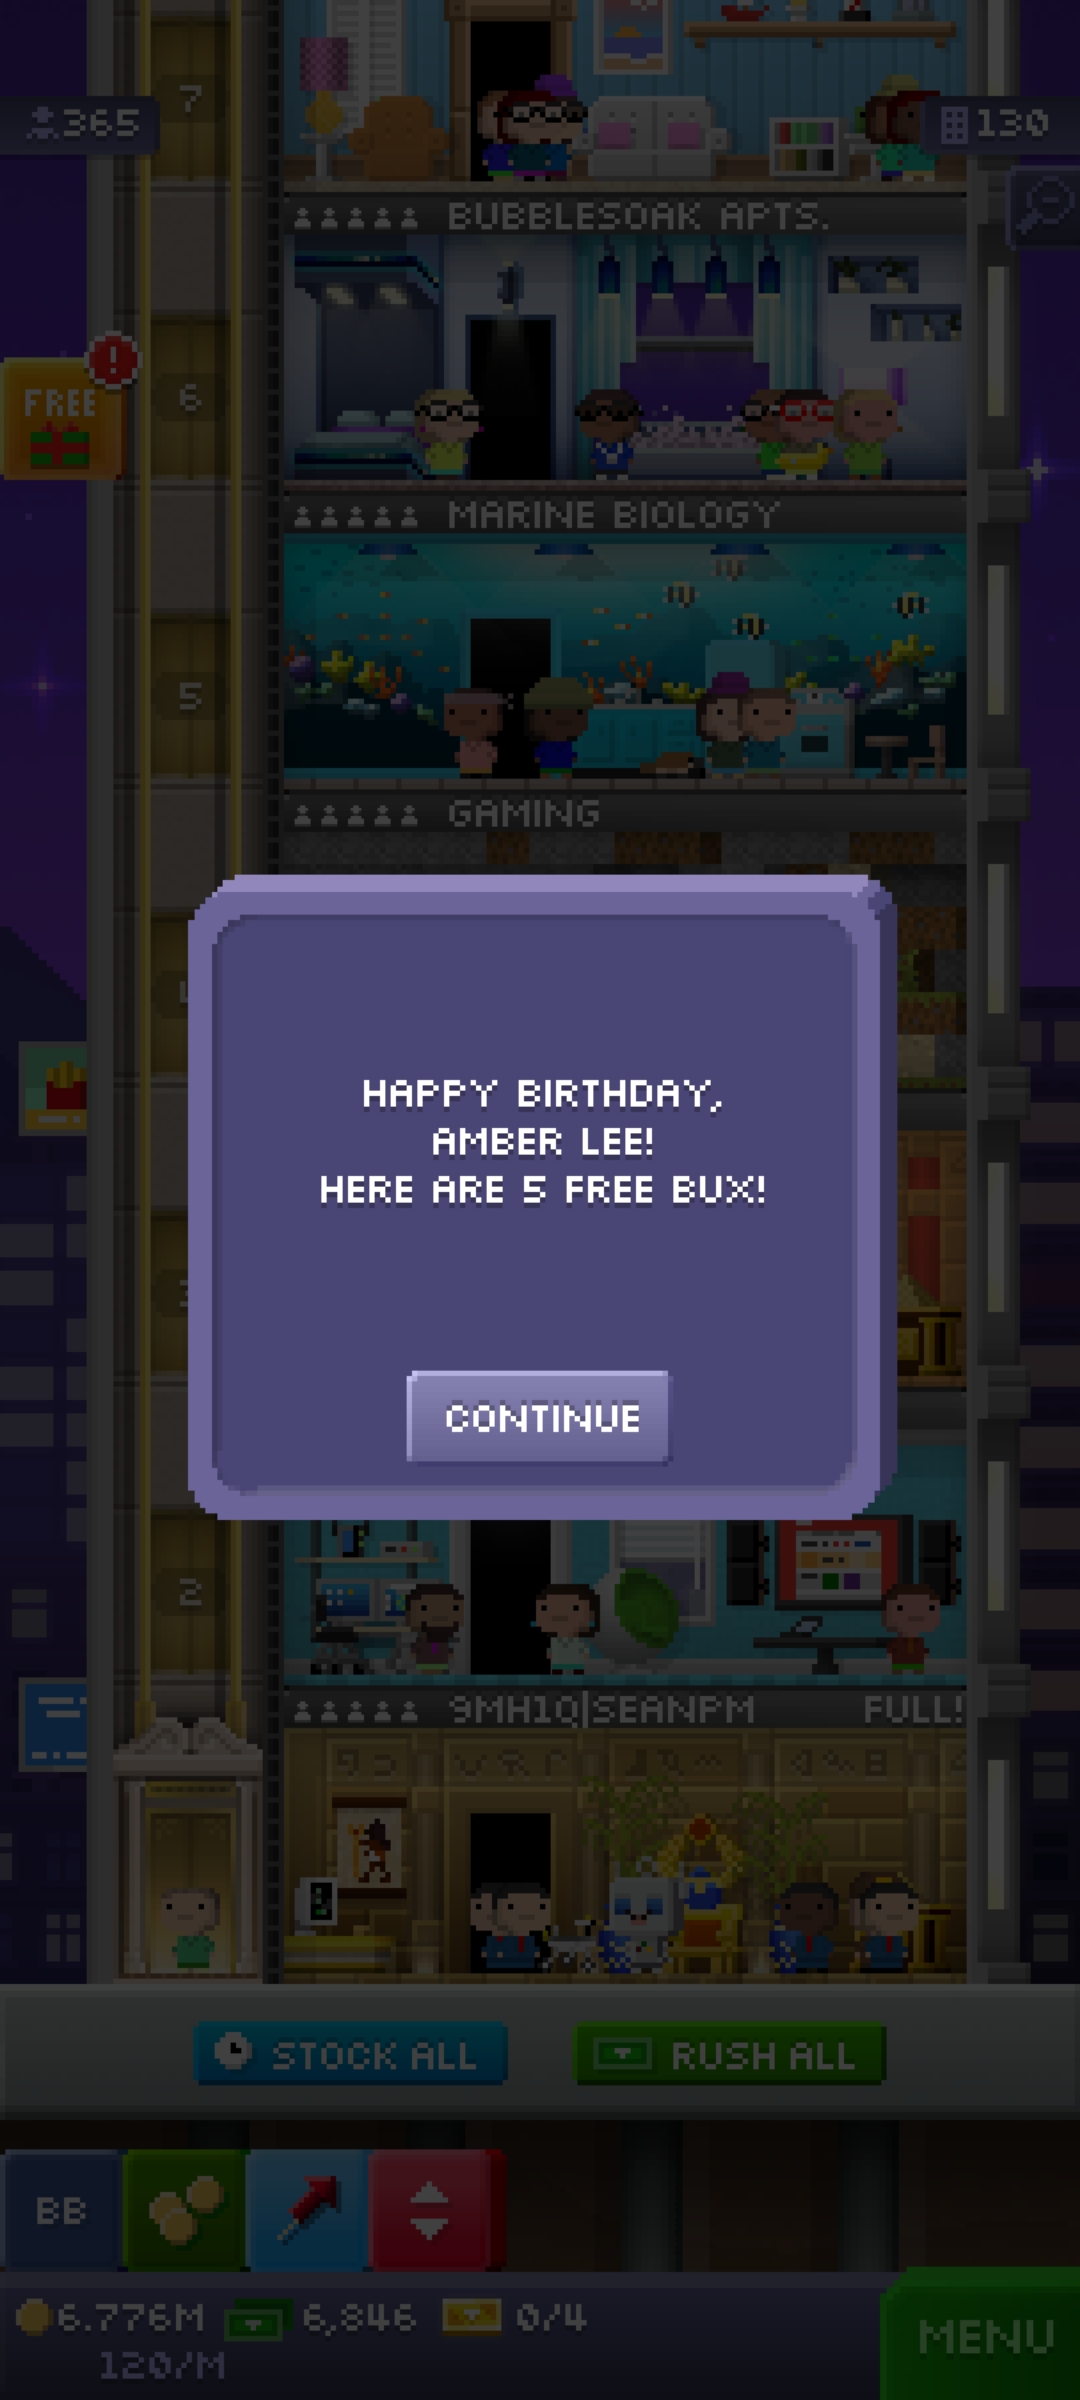 7
365
130
BUBBLESOAK APTS.
FREE
!
6
MARINE BIOLOGY
5
GAMING
HAPPY BIRTHDAY,
AMBER LEE!
HERE ARE 5 FREE BUX!
CONTINUE
2
9MH1Q|SEANPM FULL!
STOCK ALL
RUSH ALL
BB
6.776M 6,846 0/4
120/M
MENU